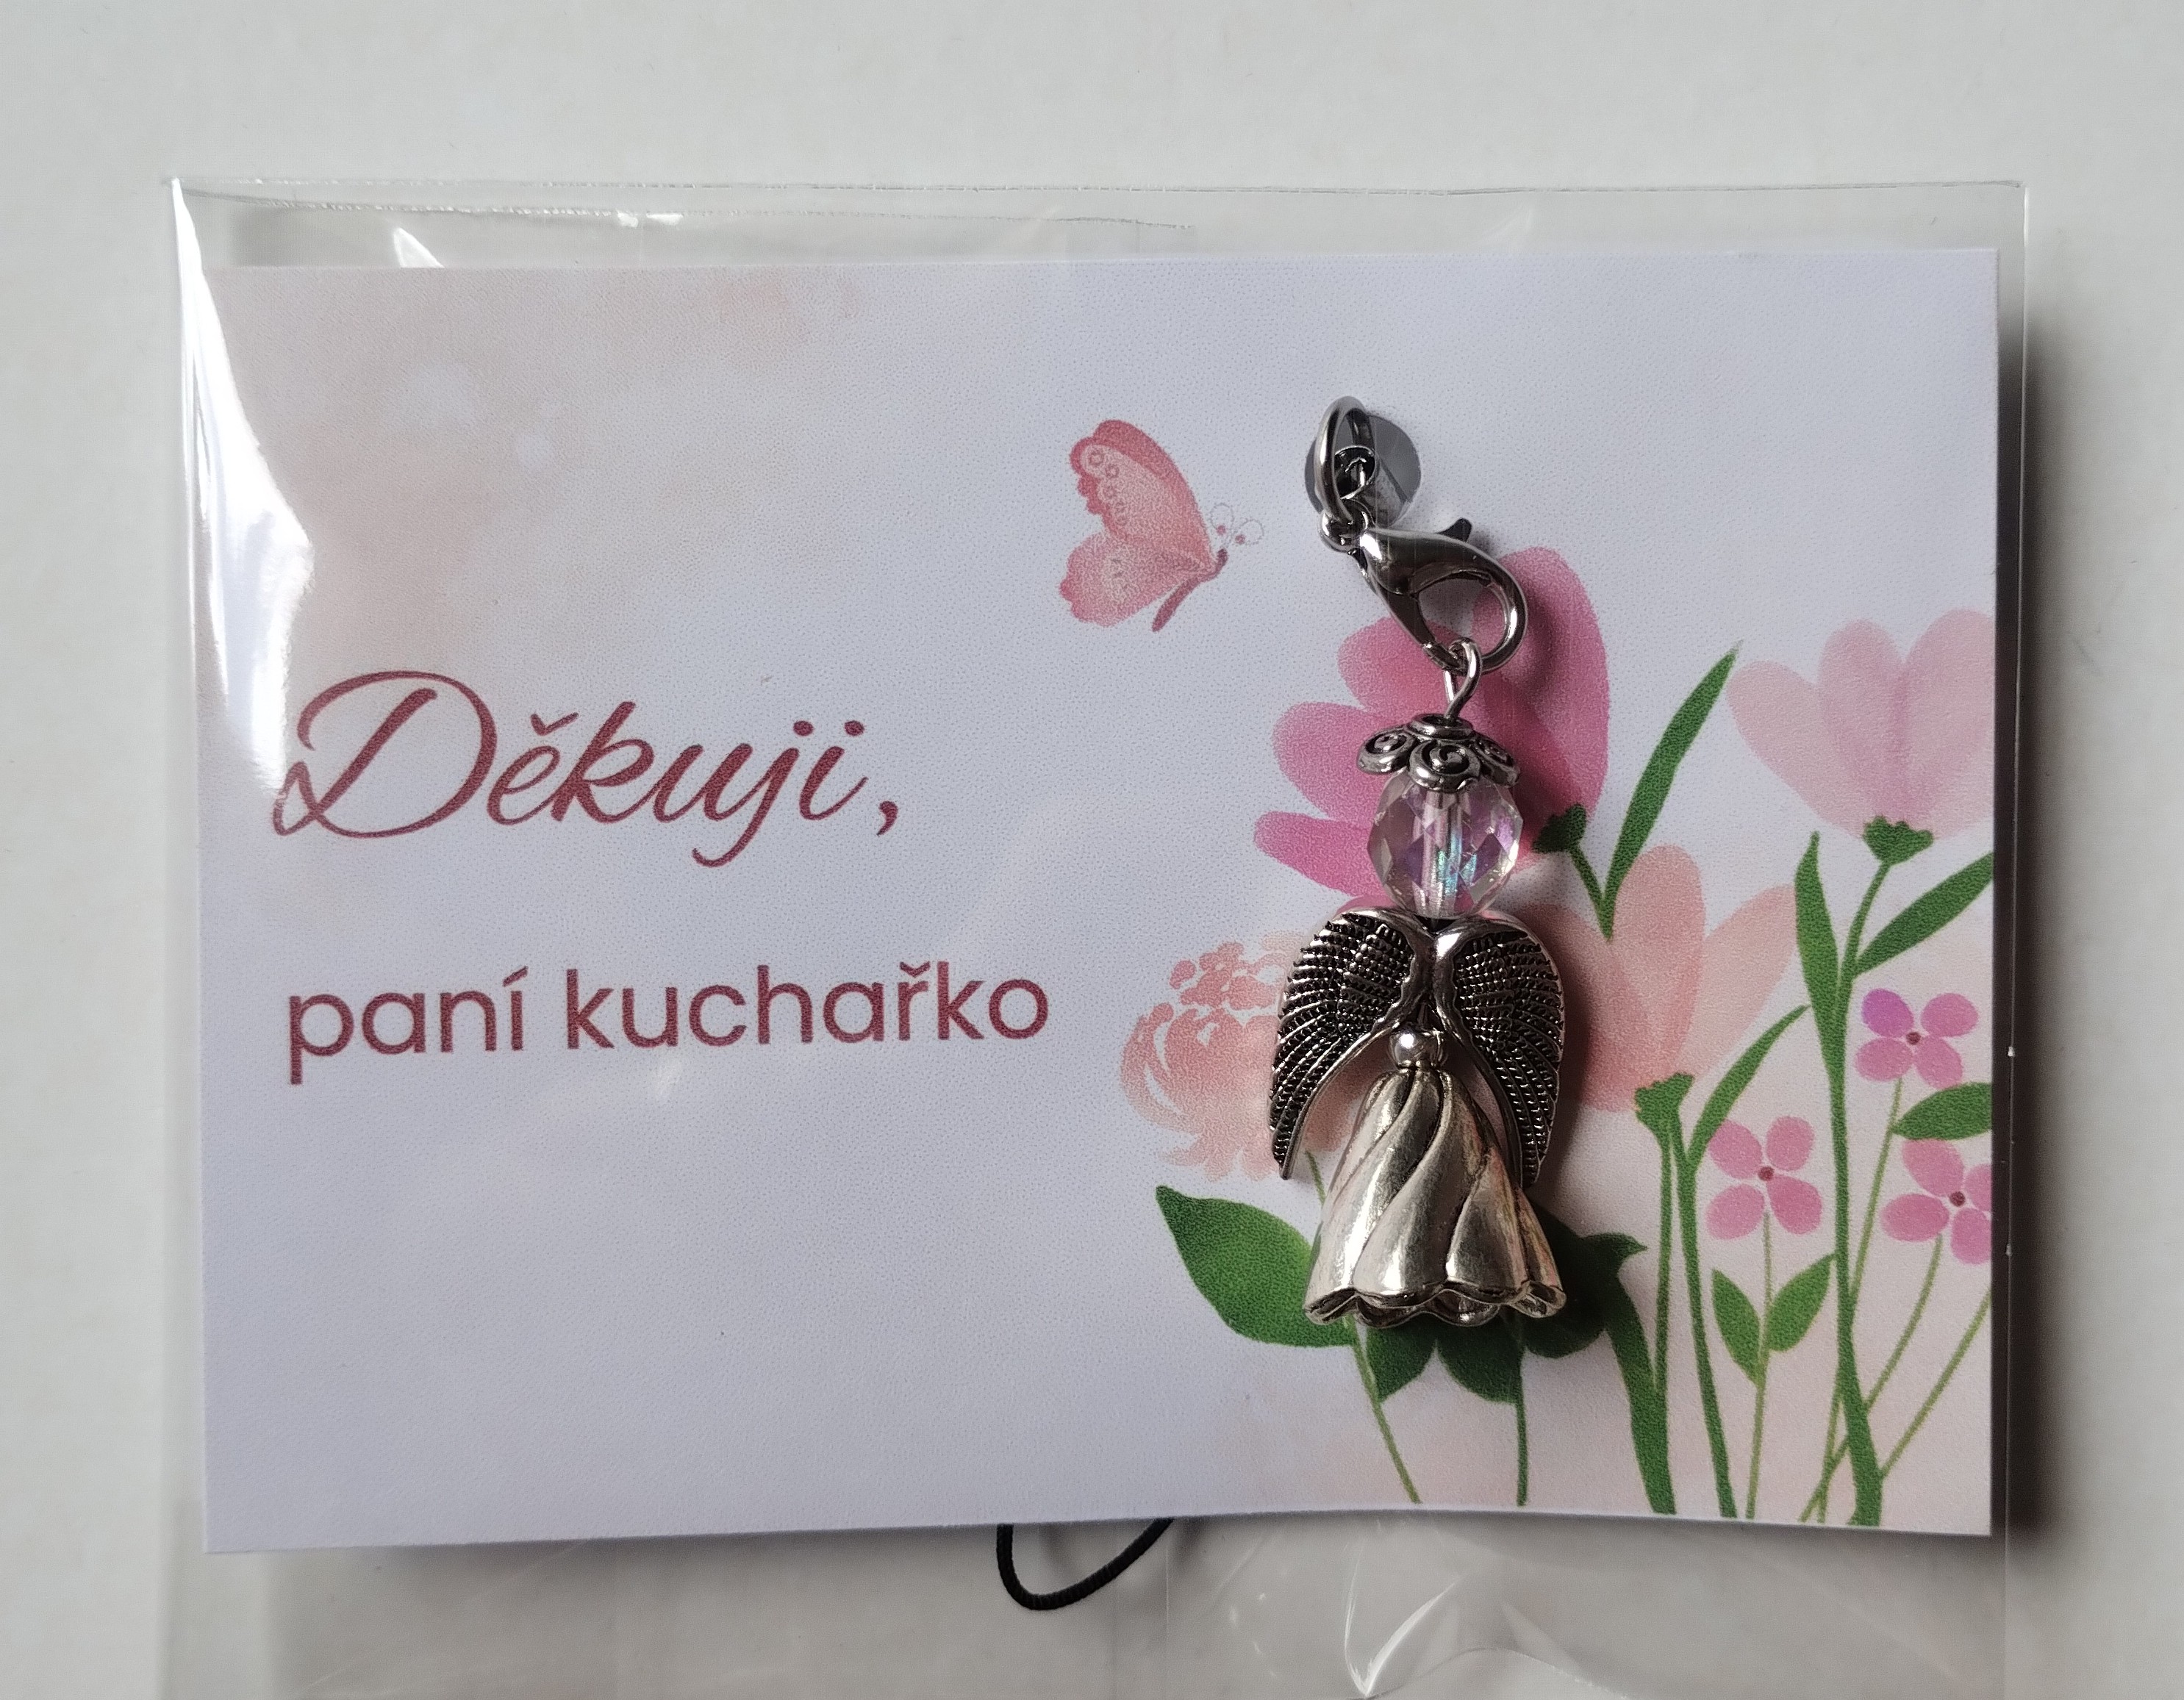 Děkuji,
paní kuchařko